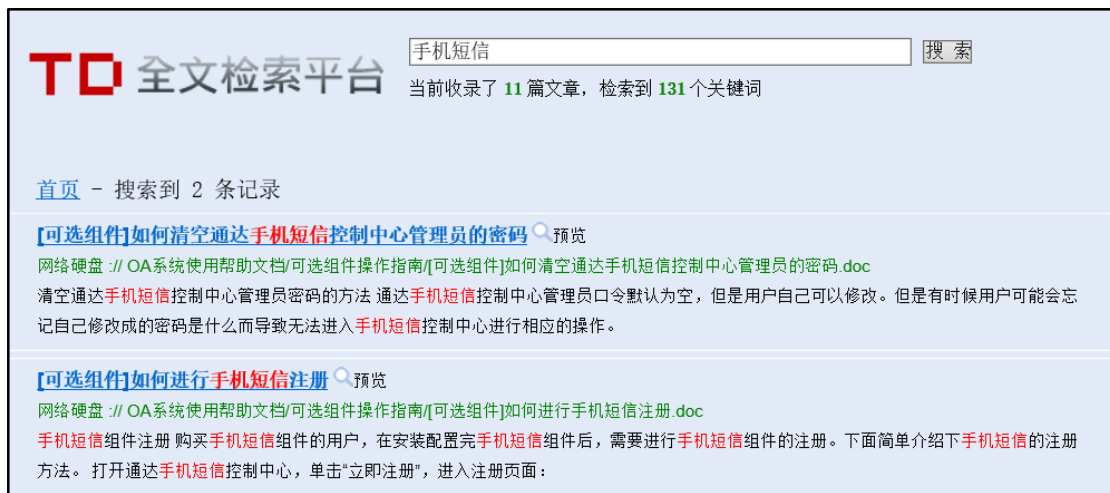 TD 全文检索平台
手机短信
搜 索
当前收录了 11 篇文章，检索到 131 个关键词
首页 - 搜索到 2 条记录
[可选组件]如何清空通达手机短信控制中心管理员的密码 预览
网络硬盘 :// OA系统使用帮助文档/可选组件操作指南/[可选组件]如何清空通达手机短信控制中心管理员的密码.doc
清空通达手机短信控制中心管理员密码的方法 通达手机短信控制中心管理员口令默认为空，但是用户自己可以修改。但是有时候用户可能会忘
记自己修改成的密码是什么而导致无法进入手机短信控制中心进行相应的操作。
[可选组件]如何进行手机短信注册 预览
网络硬盘 :// OA系统使用帮助文档/可选组件操作指南/[可选组件]如何进行手机短信注册.doc
手机短信组件注册 购买手机短信组件的用户，在安装配置完手机短信组件后，需要进行手机短信组件的注册。下面简单介绍下手机短信的注册
方法。 打开通达手机短信控制中心，单击“立即注册”，进入注册页面：